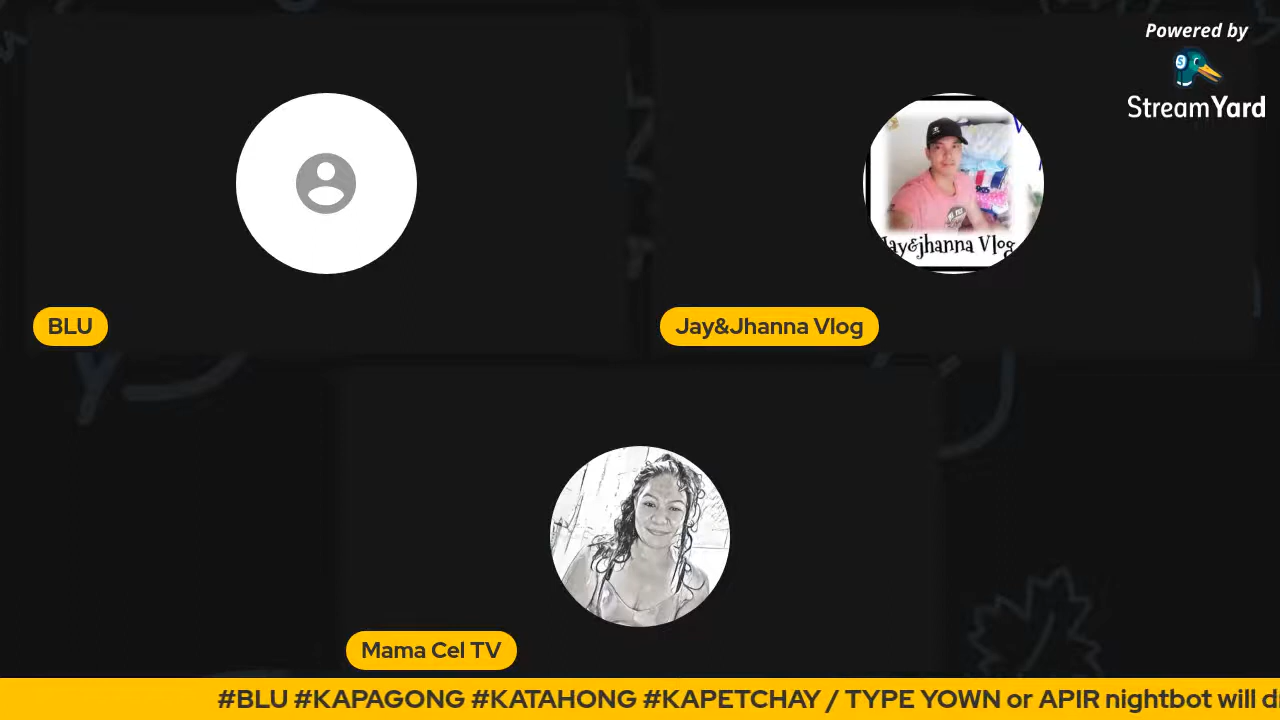 Powered by
StreamYard
Jay&jhanna Vlog
BLU
Jay&Jhanna Vlog
Mama Cel TV
#BLU #KAPAGONG #KATAHONG #KAPETCHAY / TYPE YOWN or APIR nightbot will